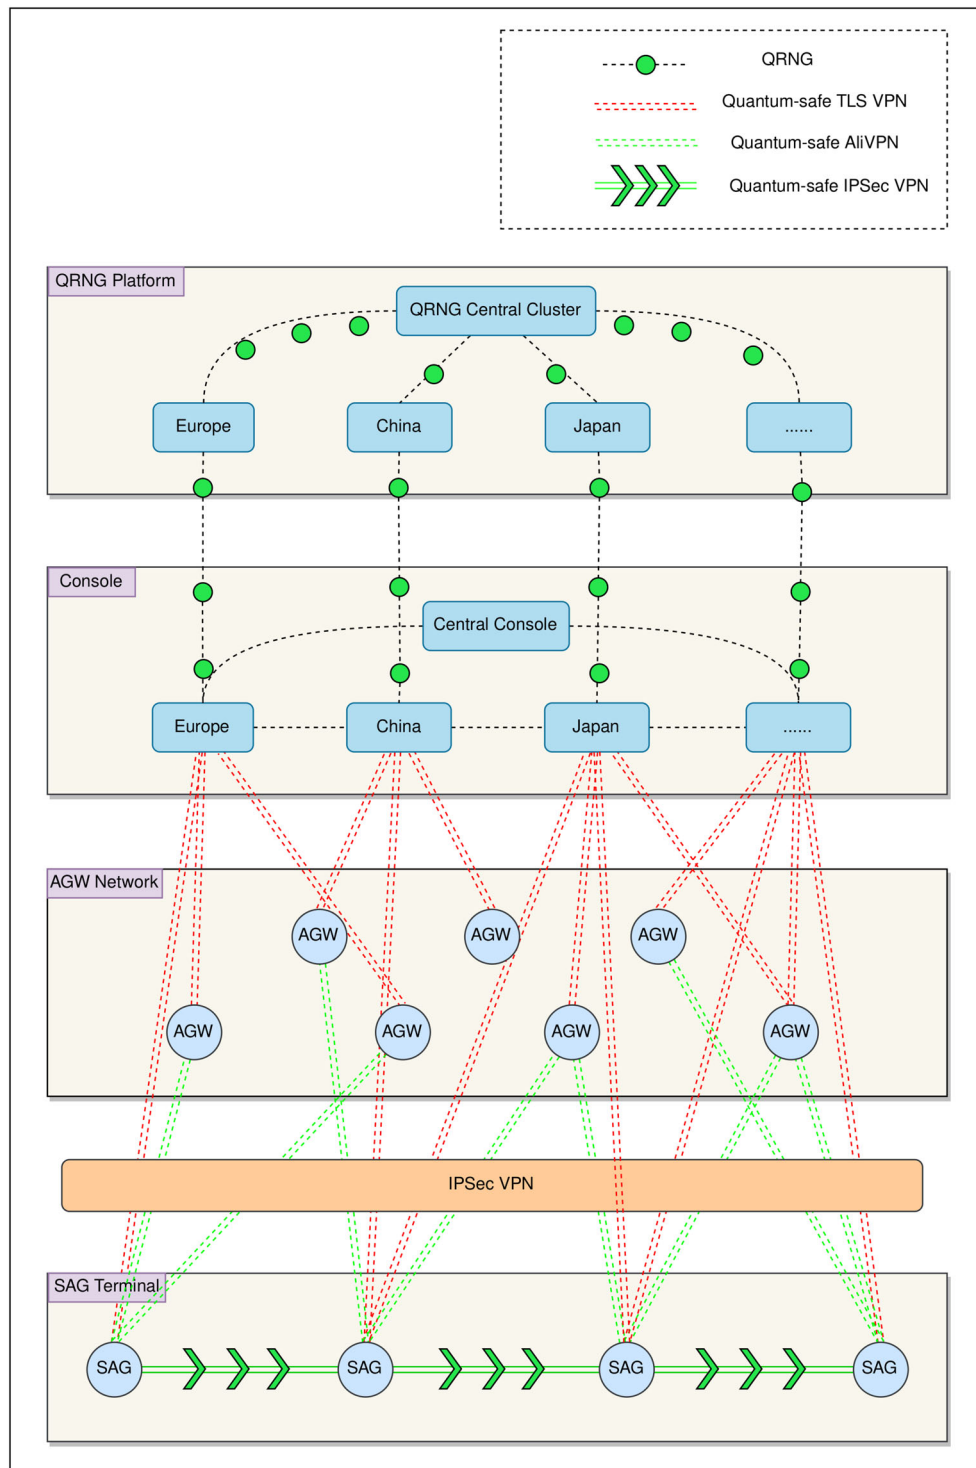 QRNG
Quantum-safe TLS VPN
Quantum-safe AliVPN
Quantum-safe IPSec VPN
QRNG Platform
QRNG Central Cluster
Europe
China
Japan
......
Console
Central Console
Europe
China
Japan
......
AGW Network
AGW
AGW
AGW
AGW
AGW
AGW
AGW
IPSec VPN
SAG Terminal
SAG
SAG
SAG
SAG